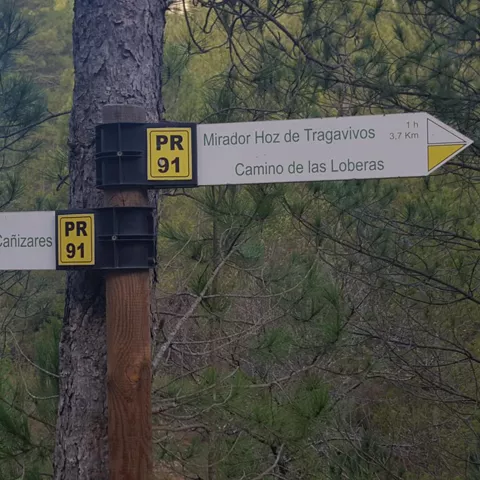 PR
91
Mirador Hoz de Tragavivos
1 h
3,7 Km
Camino de las Loberas
Cañizares
PR
91